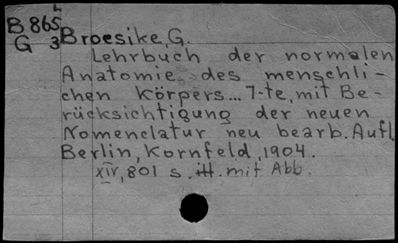 B 865
G 3
Broesike, G.
Lehrbuch der normalen
Anatomie des menschli-
chen Körpers... 7-te, mit Be-
rücksichtigung der neuen
Nomenclatur neu bearb. Aufl.
Berlin, Kornfeld, 1904.
XIV, 801 s. ill. mit Abb.